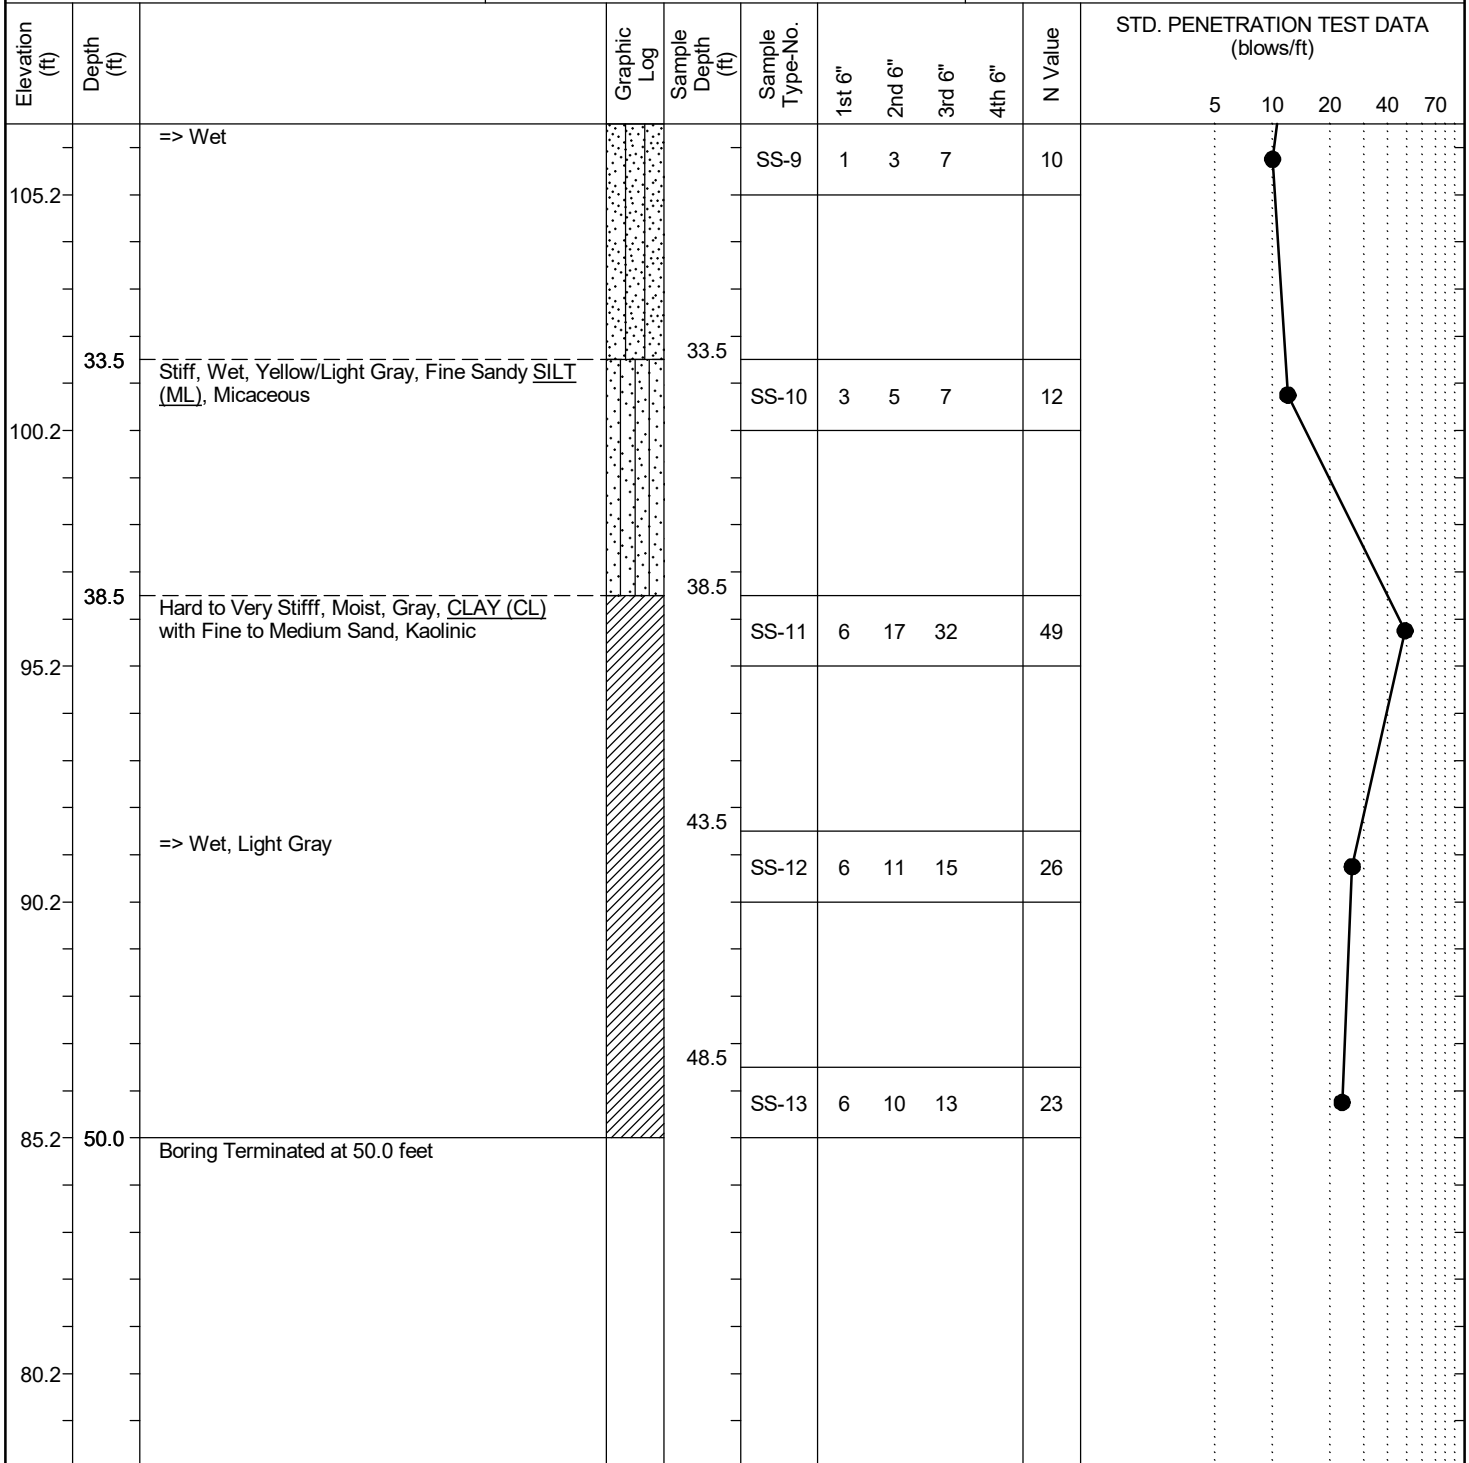 Elevation (ft)
Depth (ft)
Graphic Log
Sample Depth (ft)
Sample Type-No.
1st 6"
2nd 6"
3rd 6"
4th 6"
N Value
STD. PENETRATION TEST DATA
(blows/ft)
5 10 20 40 70
=> Wet
SS-9 1 3 7 10
105.2
33.5 33.5
Stiff, Wet, Yellow/Light Gray, Fine Sandy SILT
(ML), Micaceous
SS-10 3 5 7 12
100.2
38.5 38.5
Hard to Very Stifff, Moist, Gray, CLAY (CL)
with Fine to Medium Sand, Kaolinic
SS-11 6 17 32 49
95.2
43.5
=> Wet, Light Gray
SS-12 6 11 15 26
90.2
48.5
SS-13 6 10 13 23
85.2 50.0
Boring Terminated at 50.0 feet
80.2